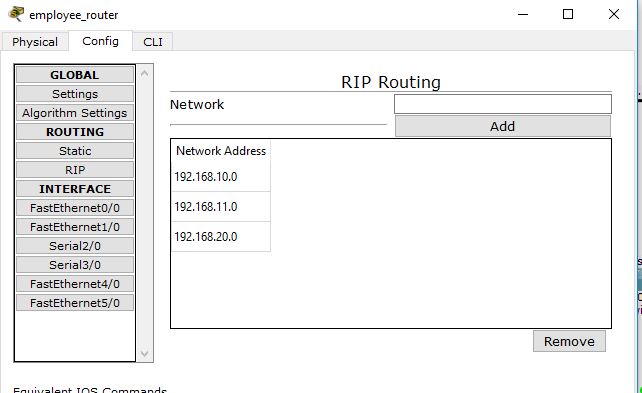 employee_router
Physical Config CLI
GLOBAL
Settings
Algorithm Settings
ROUTING
Static
RIP
INTERFACE
FastEthernet0/0
FastEthernet1/0
Serial2/0
Serial3/0
FastEthernet4/0
FastEthernet5/0
RIP Routing
Network
Add
Network Address
192.168.10.0
192.168.11.0
192.168.20.0
Remove
Equivalent IOS Commands